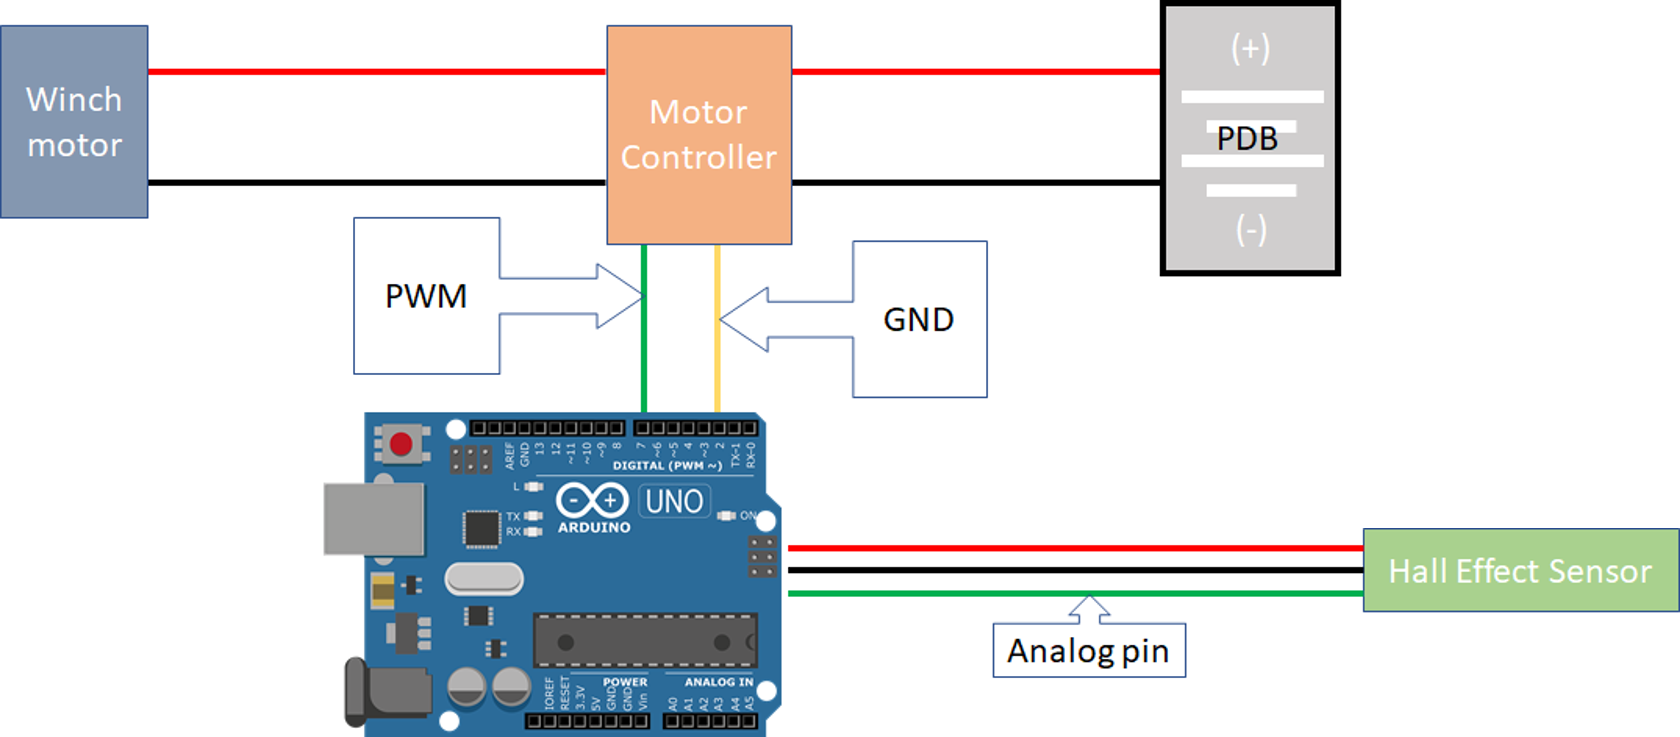 Winch
motor
Motor
Controller
(+)
PDB
(-)
PWM
GND
AREF
GND
13
12
~11
~10
~9
8
7
~6
~5
4
~3
2
TX-1
RX-0
DIGITAL (PWM ~)
L
TX
RX
UNO
ARDUINO
ON
Hall Effect Sensor
Analog pin
POWER
ANALOG IN
IOREF
RESET
3.3V
5V
GND
GND
Vin
A0
A1
A2
A3
A4
A5